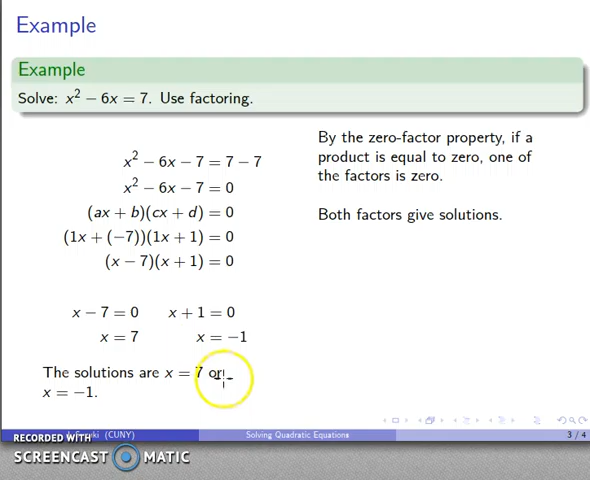 Example
Example
Solve: x² − 6x = 7. Use factoring.
By the zero-factor property, if a
product is equal to zero, one of
the factors is zero.
Both factors give solutions.
x² − 6x − 7 = 7 − 7
x² − 6x − 7 = 0
(ax + b)(cx + d) = 0
(1x + (−7))(1x + 1) = 0
(x − 7)(x + 1) = 0
x − 7 = 0 x + 1 = 0
x = 7 x = −1
The solutions are x = 7 or
x = −1.
RECORDED WITH (CUNY) Solving Quadratic Equations 3 / 4
SCREENCAST MATIC